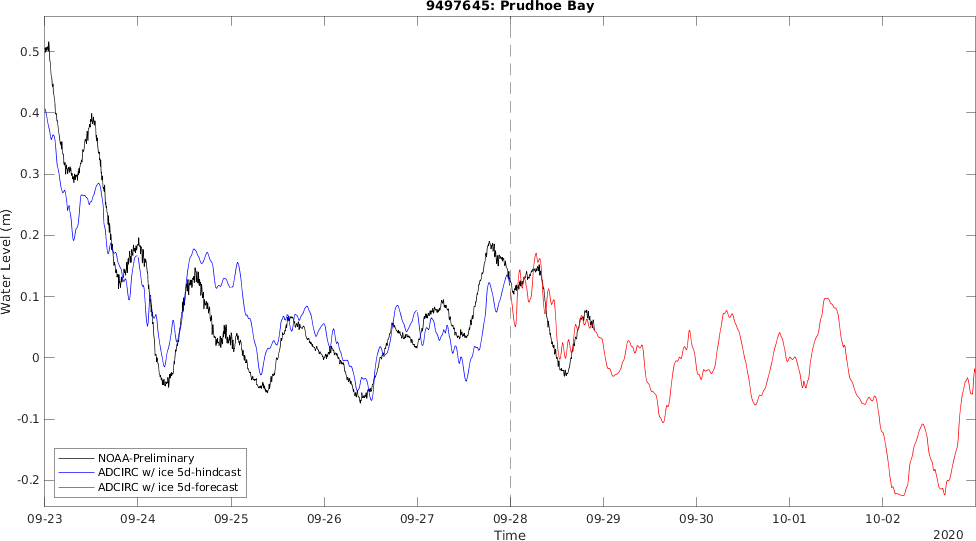 9497645: Prudhoe Bay
Water Level (m)
0.5
0.4
0.3
0.2
0.1
0
-0.1
-0.2
NOAA-Preliminary
ADCIRC w/ ice 5d-hindcast
ADCIRC w/ ice 5d-forecast
09-23 09-24 09-25 09-26 09-27 09-28 09-29 09-30 10-01 10-02
Time
2020